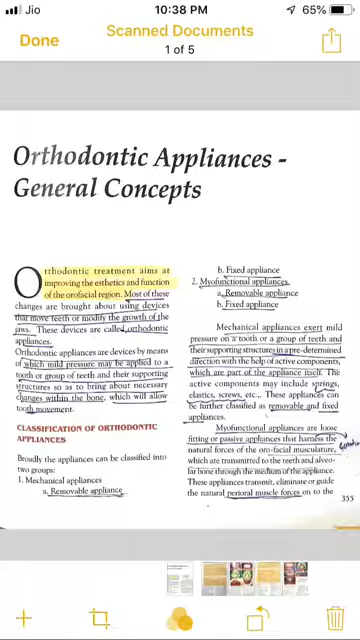 Jio
10:38 PM
65%
Done
Scanned Documents
1 of 5
Orthodontic Appliances -
General Concepts
Orthodontic treatment aims at
improving the esthetics and function
of the orofacial region. Most of these
changes are brought about using devices
that move teeth or modify the growth of the
jaws. These devices are called orthodontic
appliances.
Orthodontic appliances are devices by means
of which mild pressure may be applied to a
tooth or group of teeth and their supporting
structures so as to bring about necessary
changes within the bone, which will allow
tooth movement.
CLASSIFICATION OF ORTHODONTIC
APPLIANCES
Broadly the appliances can be classified into
two groups:
1. Mechanical appliances
a. Removable appliance
b. Fixed appliance
2. Myofunctional appliances
a. Removable appliance
b. Fixed appliance
Mechanical appliances exert mild
pressure on a tooth or a group of teeth and
their supporting structures in a pre-determined
direction with the help of active components,
which are part of the appliance itself. The
active components may include springs,
elastics, screws, etc... These appliances can
be further classified as removable and fixed
appliances.
Myofunctional appliances are loose
fitting or passive appliances that harness the
natural forces of the oro-facial musculature,
which are transmitted to the teeth and alveo-
lar bone through the medium of the appliance.
These appliances transmit, eliminate or guide
the natural perioral muscle forces on to the
355